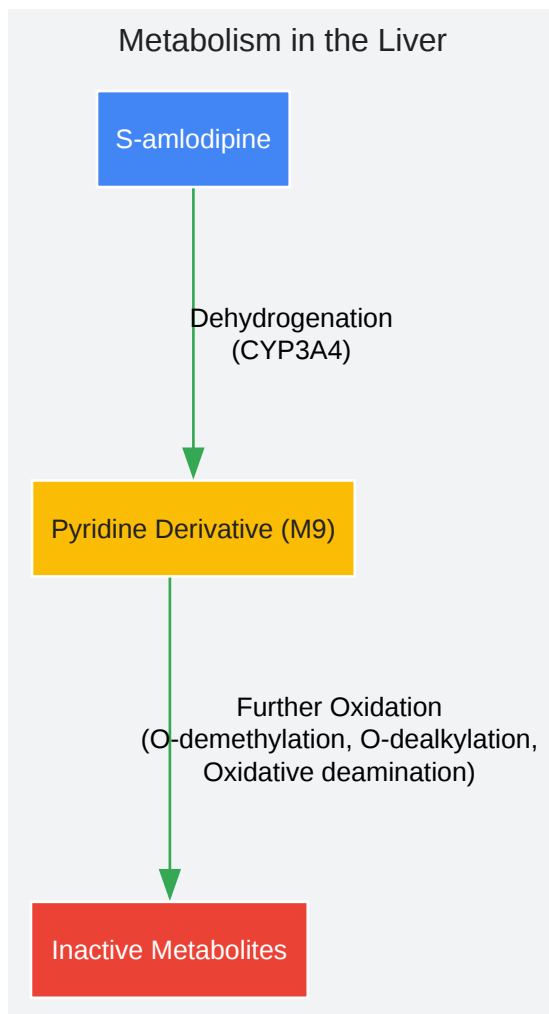 Metabolism in the Liver
S-amlodipine
Dehydrogenation
(CYP3A4)
Pyridine Derivative (M9)
Further Oxidation
(O-demethylation, O-dealkylation,
Oxidative deamination)
Inactive Metabolites